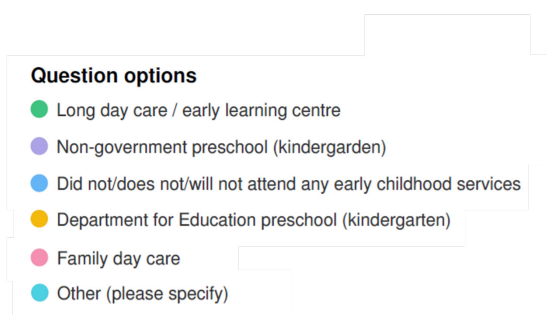 Question options
Long day care / early learning centre
Non-government preschool (kindergarden)
Did not/does not/will not attend any early childhood services
Department for Education preschool (kindergarten)
Family day care
Other (please specify)